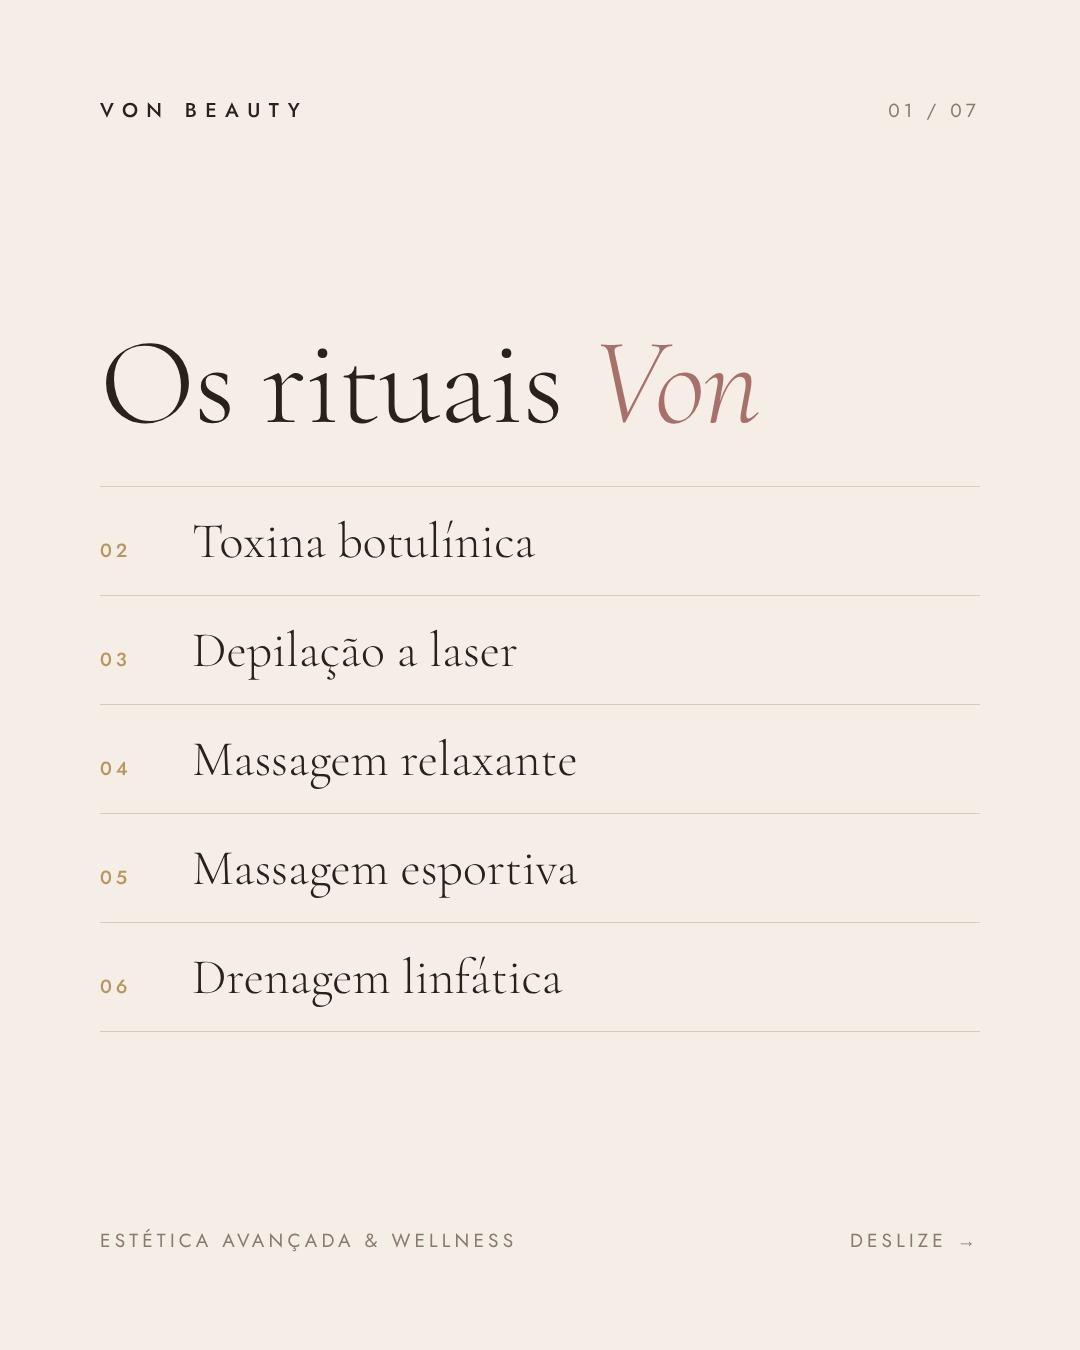 VON BEAUTY
01 / 07
Os rituais Von
02 Toxina botulínica
03 Depilação a laser
04 Massagem relaxante
05 Massagem esportiva
06 Drenagem linfática
ESTÉTICA AVANÇADA & WELLNESS
DESLIZE →